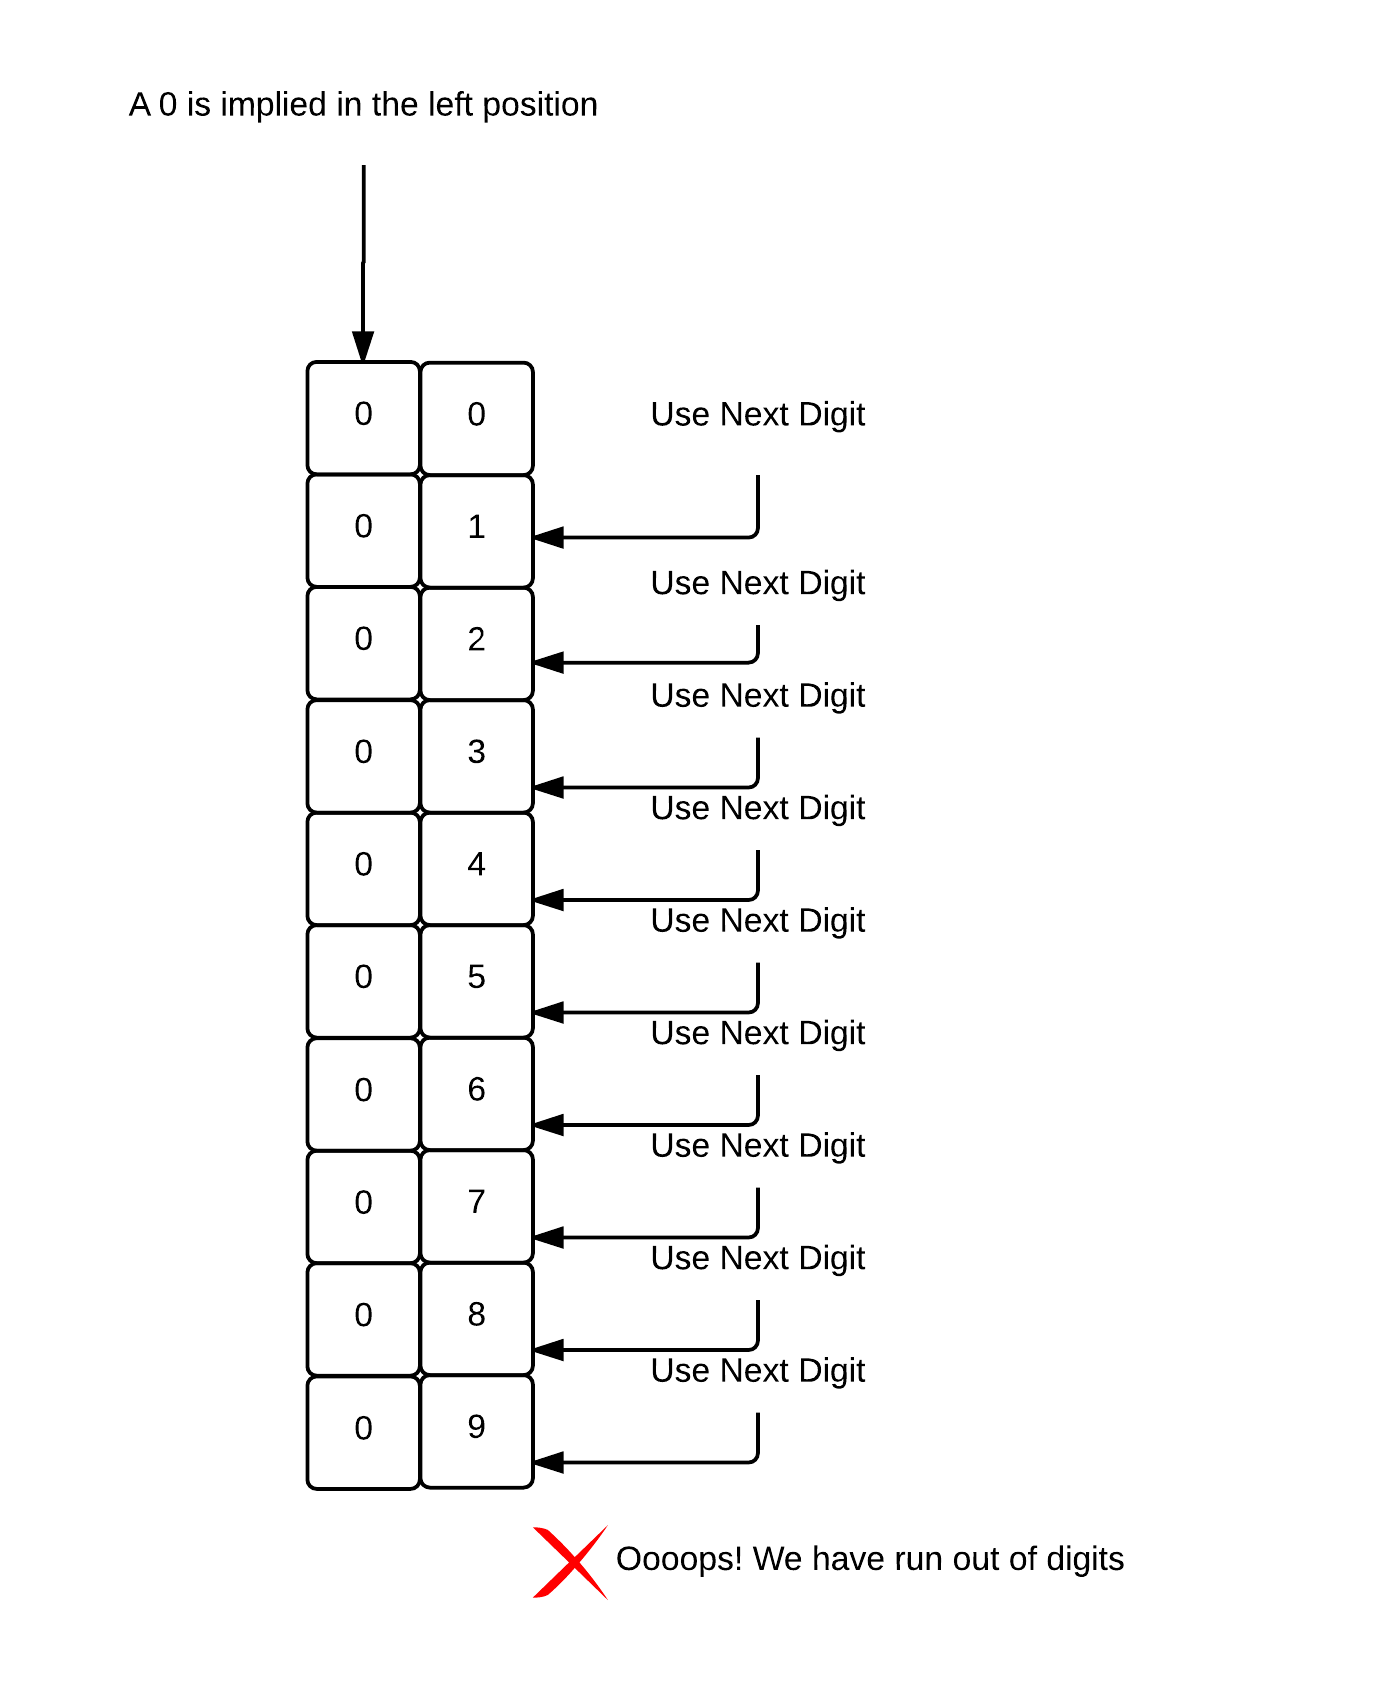 A 0 is implied in the left position
0 0 Use Next Digit
0 1
Use Next Digit
0 2
Use Next Digit
0 3
Use Next Digit
0 4
Use Next Digit
0 5
Use Next Digit
0 6
Use Next Digit
0 7
Use Next Digit
0 8
Use Next Digit
0 9
Oooops! We have run out of digits